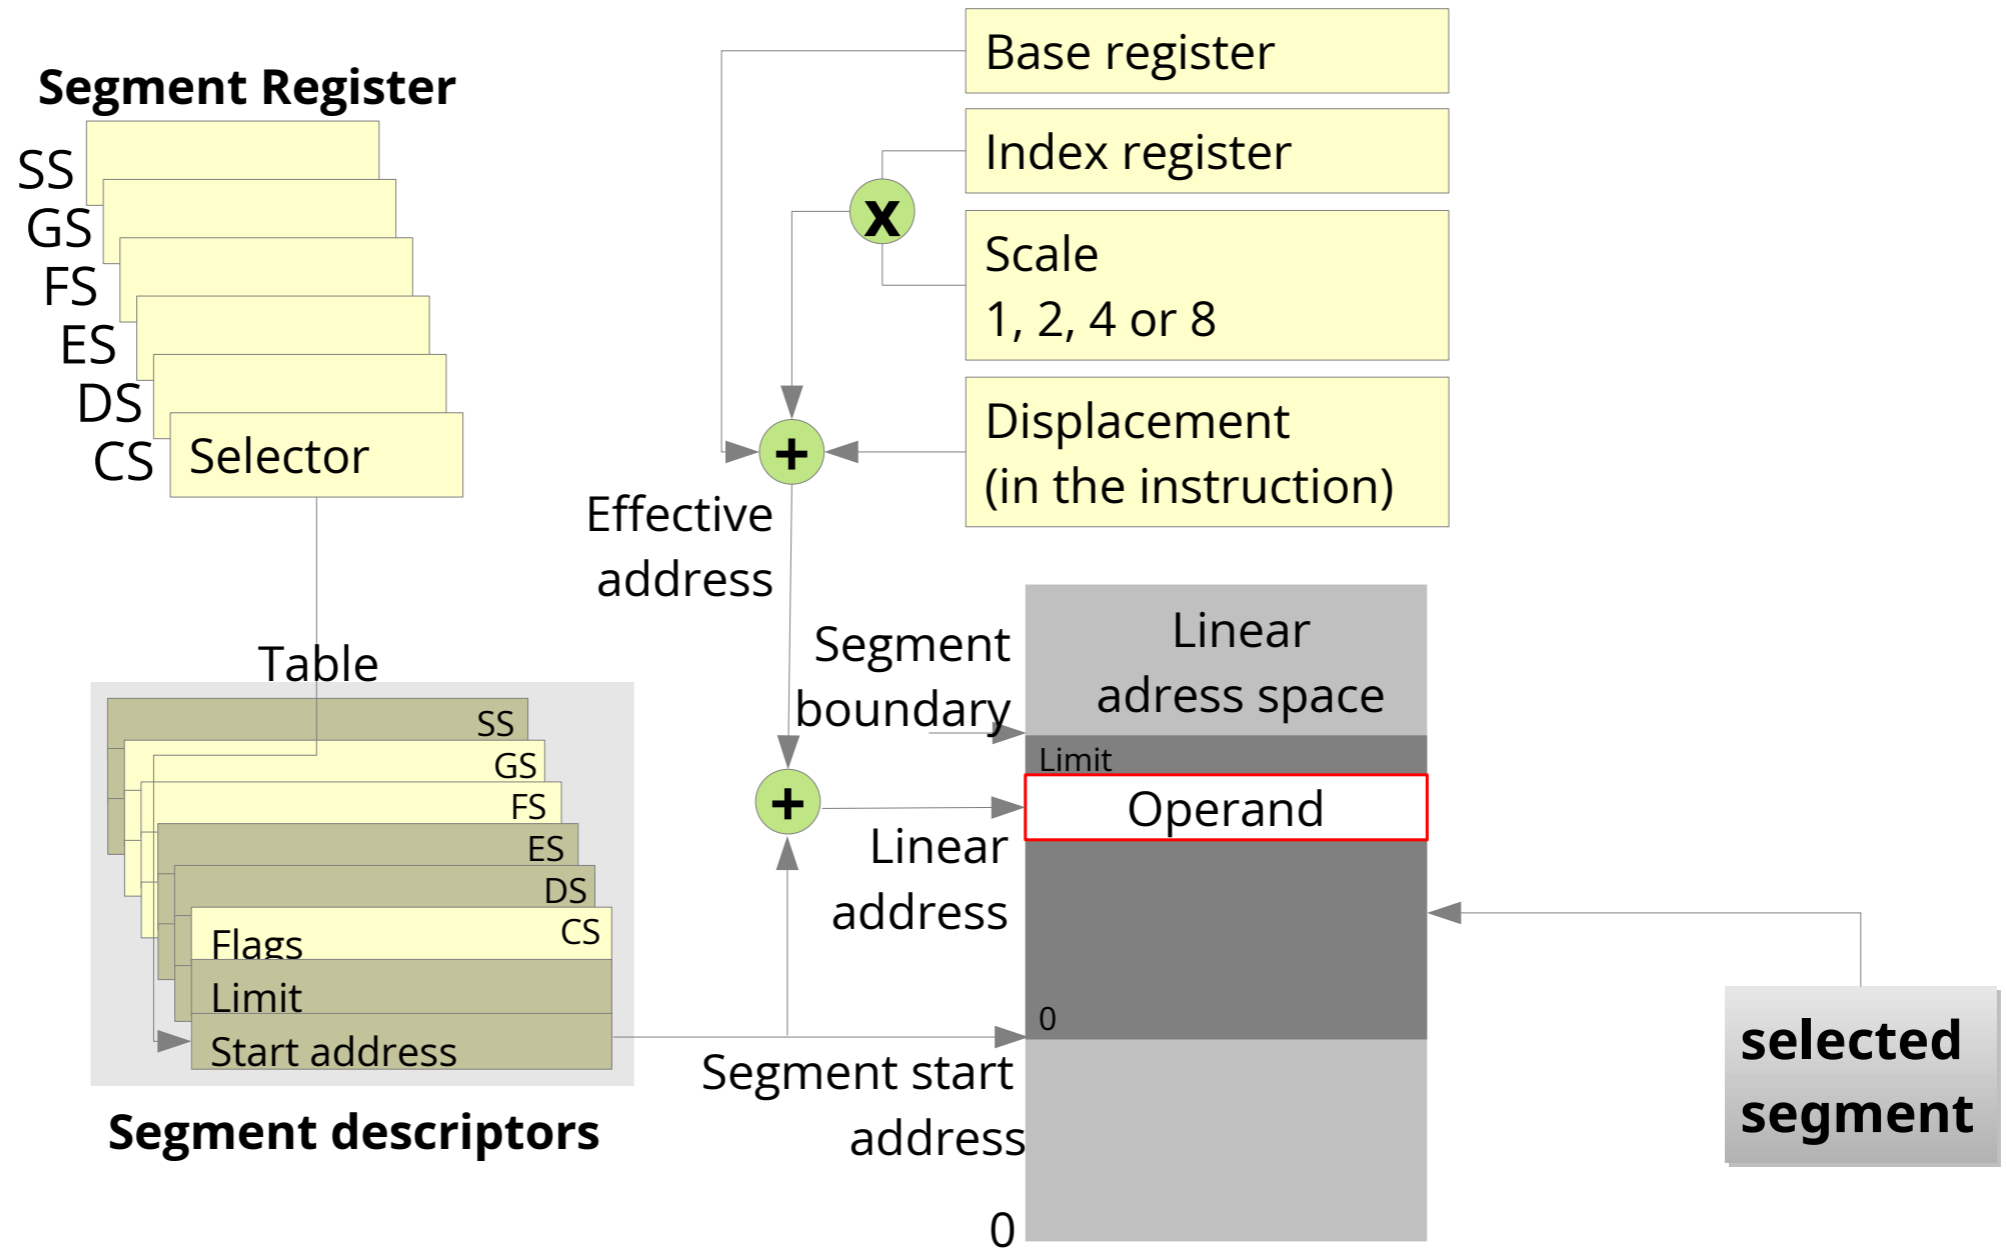 Segment Register
SS
GS
FS
ES
DS
CS
Selector
Table
SS
GS
FS
ES
DS
CS
Flags
Limit
Start address
Segment descriptors
Base register
Index register
x
Scale
1, 2, 4 or 8
Displacement
(in the instruction)
+
Effective
address
+
Segment
boundary
Linear
adress space
Limit
Operand
Linear
address
0
Segment start
address
0
selected
segment